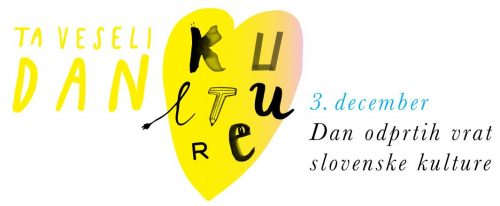 TA VESELI
DAN
KU
LTu
Re
3. december
Dan odprtih vrat
slovenske kulture